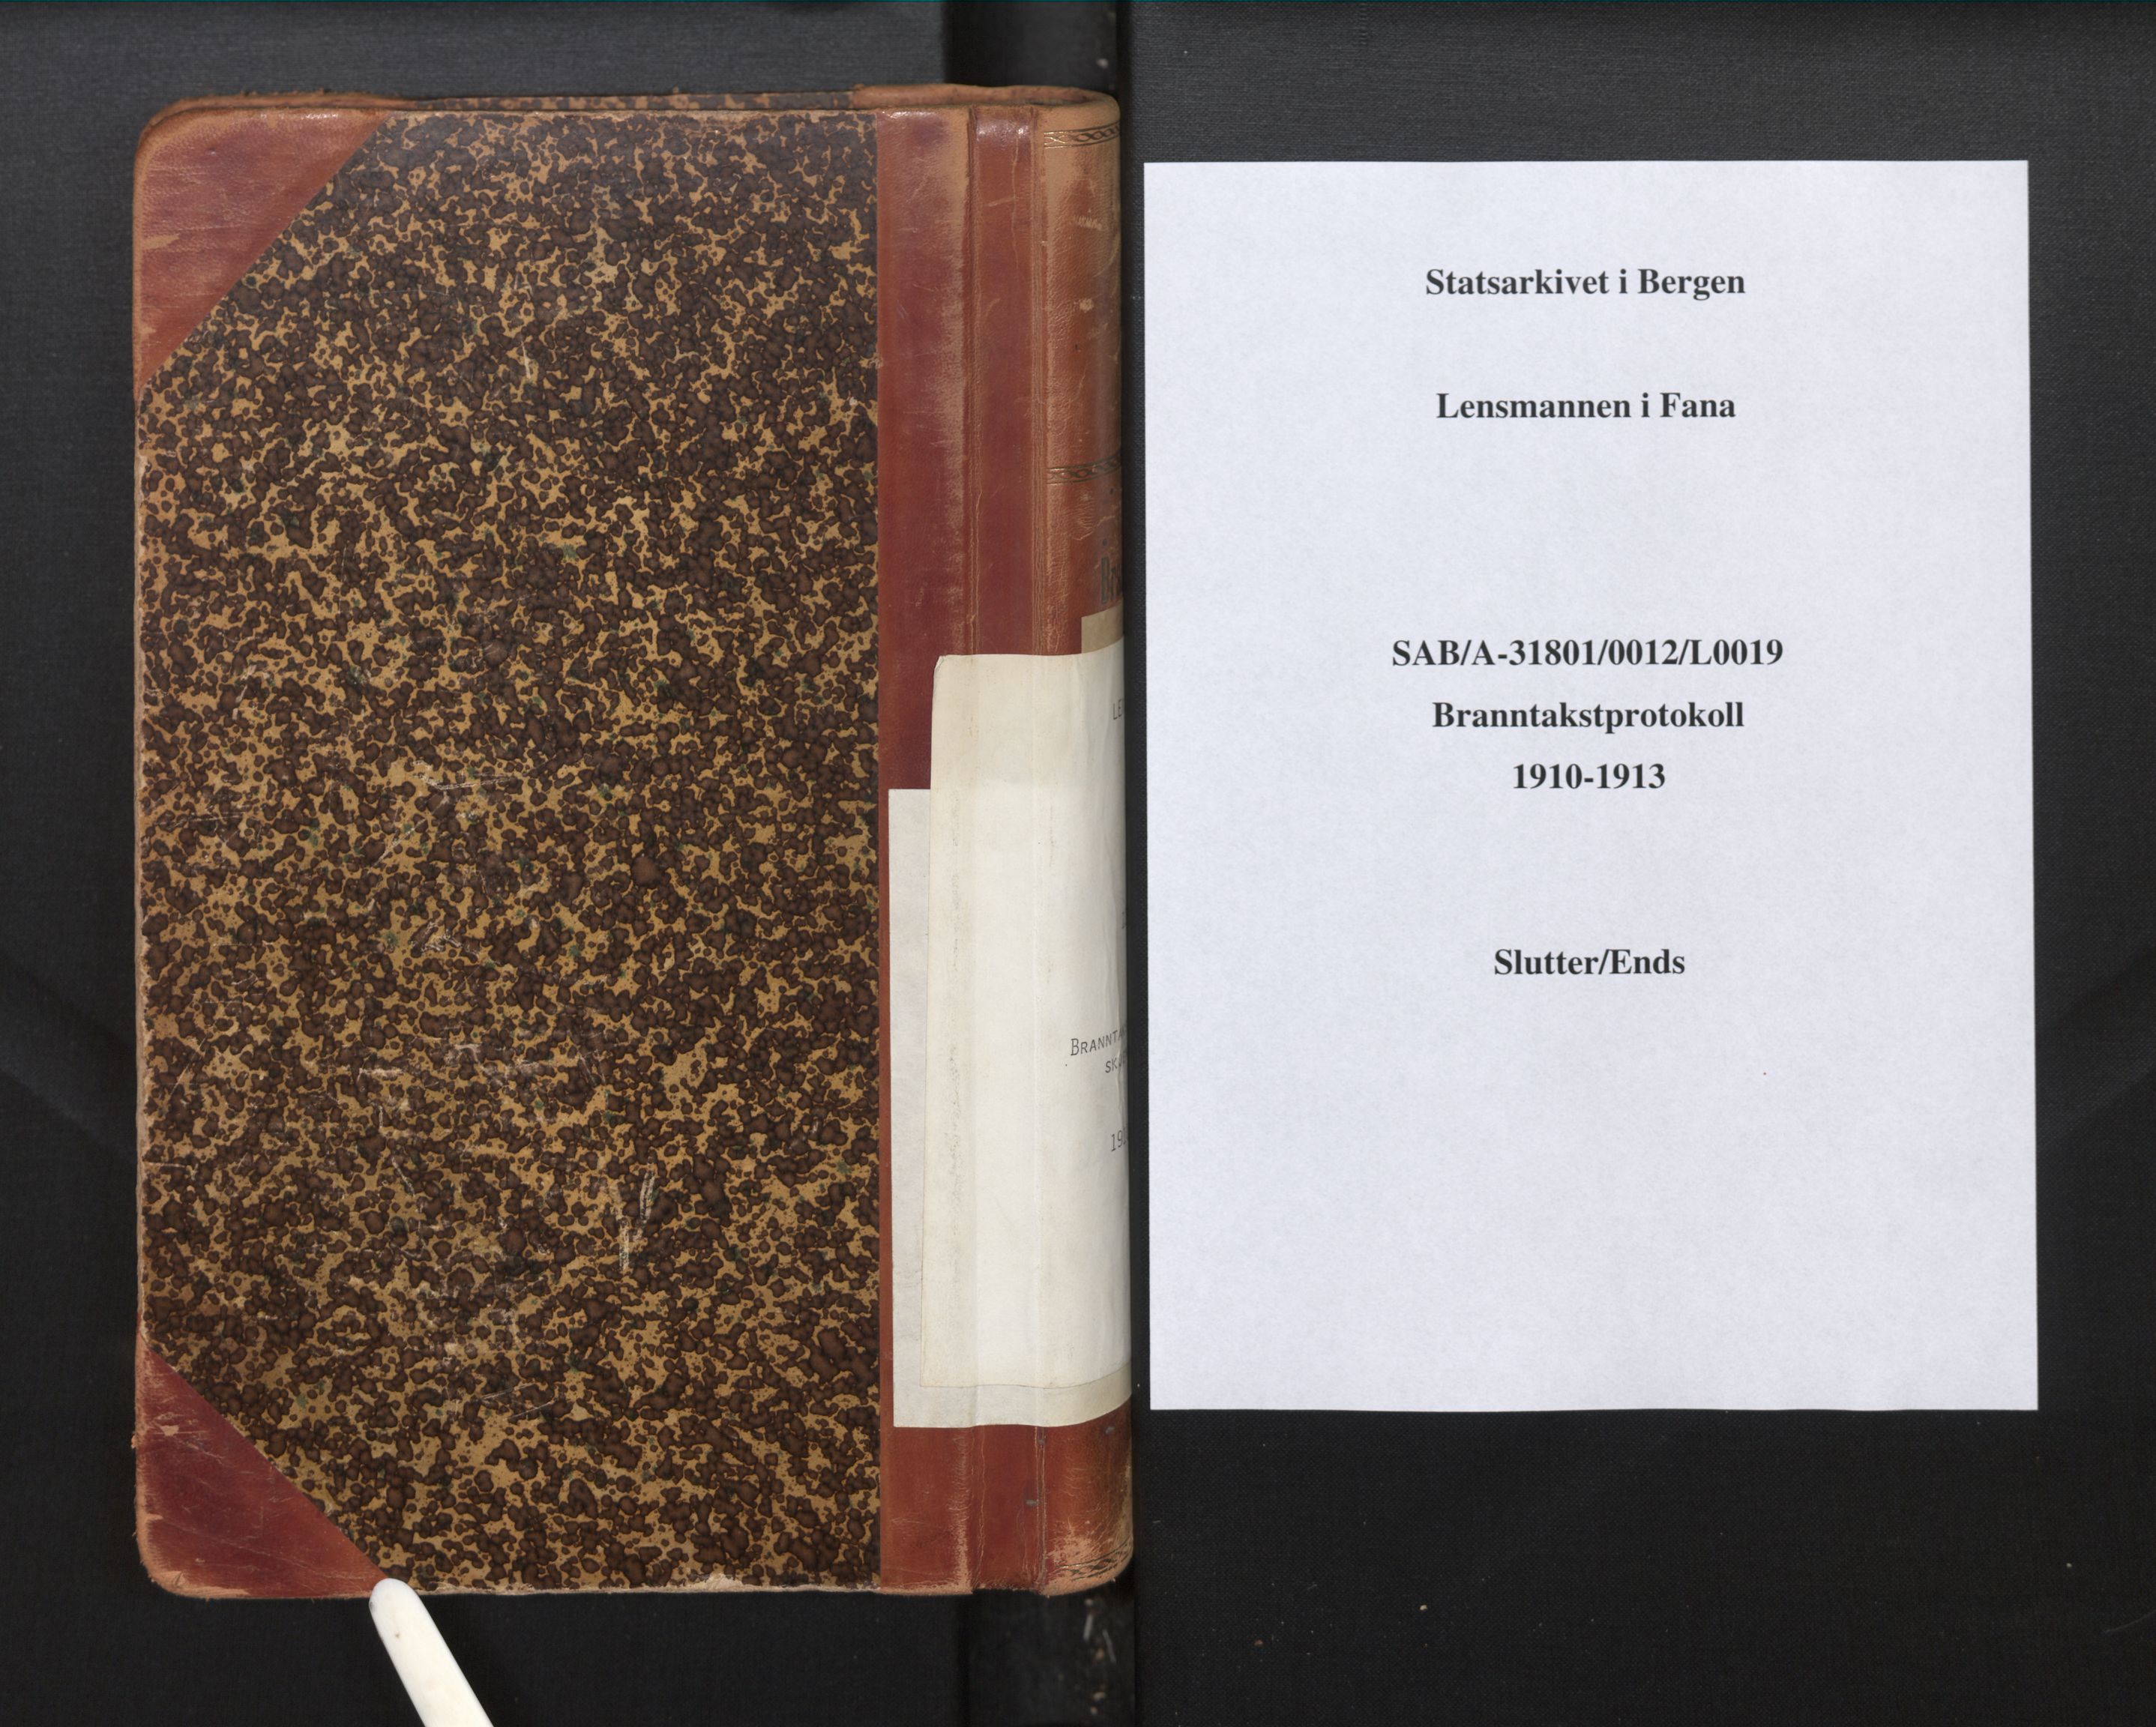 Statsarkivet i Bergen
Lensmannen i Fana
SAB/A-31801/0012/L0019
Branntakstprotokoll
1910-1913
Slutter/Ends